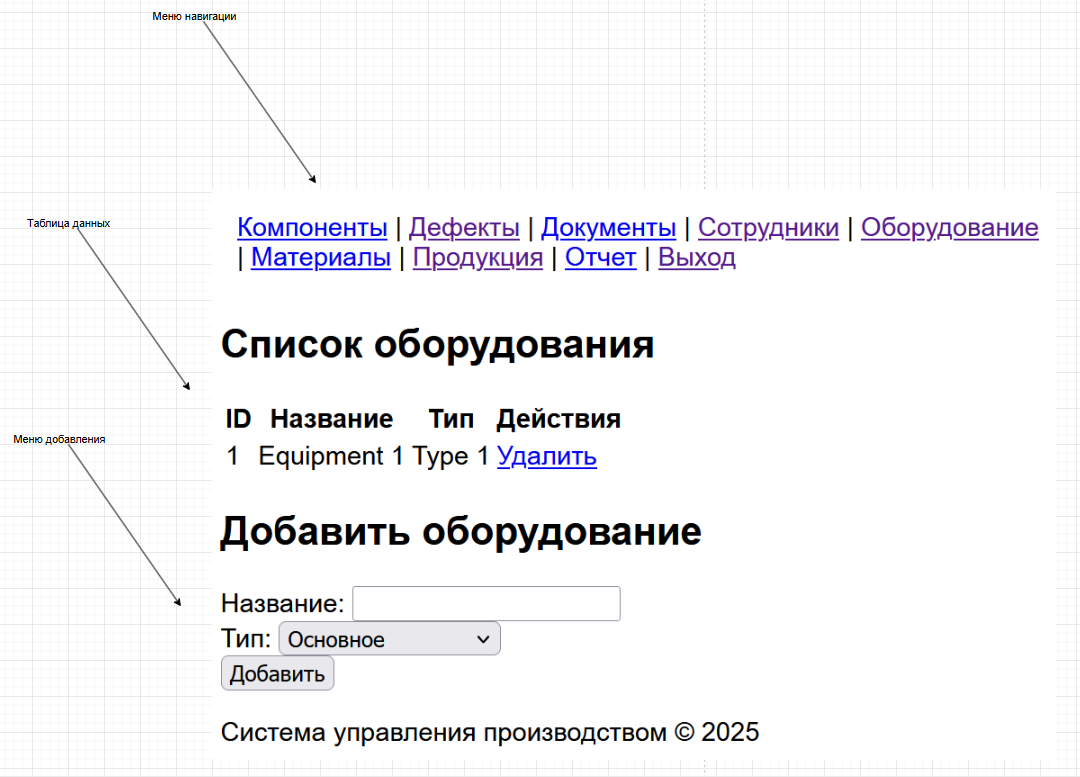 Меню навигации
Таблица данных
Компоненты | Дефекты | Документы | Сотрудники | Оборудование
| Материалы | Продукция | Отчет | Выход
Список оборудования
ID Название Тип Действия
Меню добавления
1 Equipment 1 Type 1 Удалить
Добавить оборудование
Название:
Тип: Основное
Добавить
Система управления производством © 2025